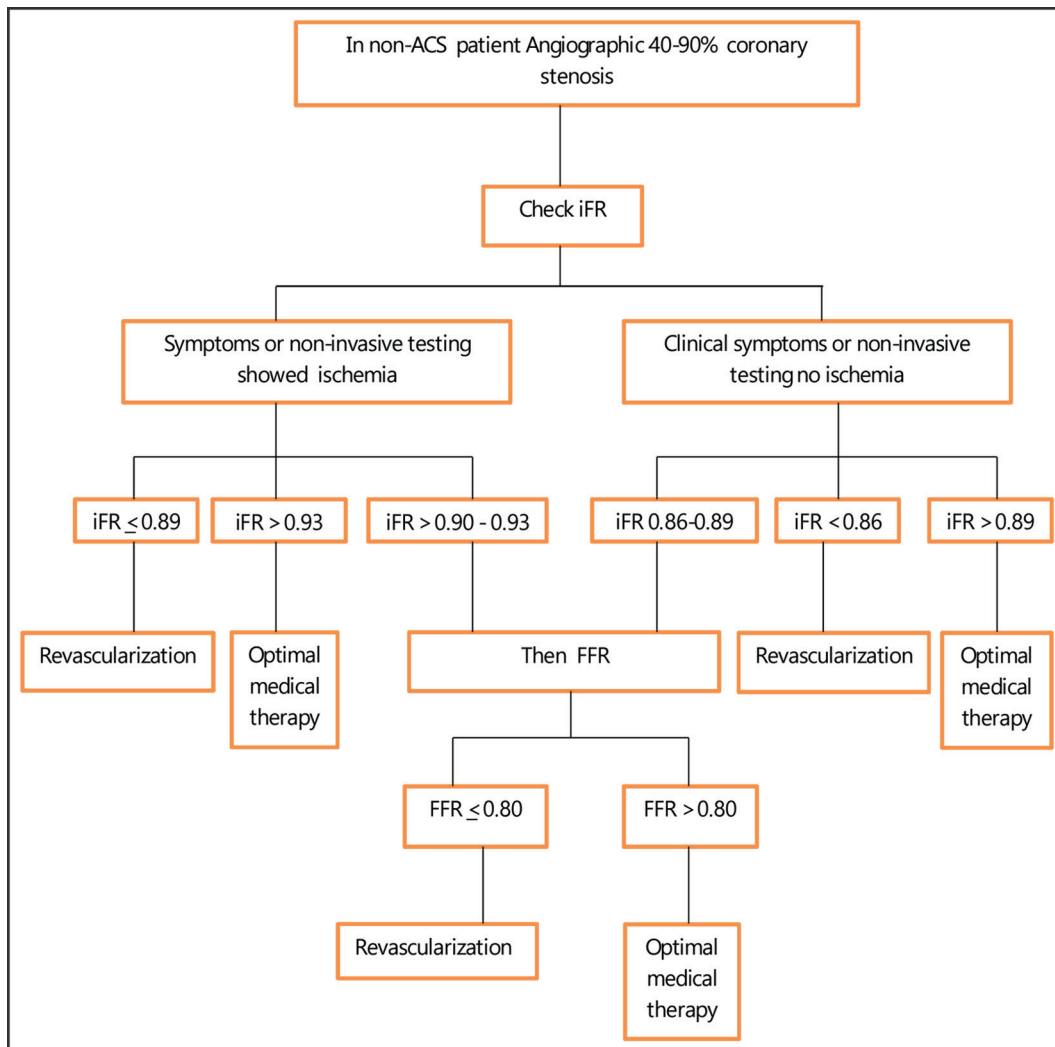 In non-ACS patient Angiographic 40-90% coronary
stenosis
Check iFR
Symptoms or non-invasive testing
showed ischemia
Clinical symptoms or non-invasive
testing no ischemia
iFR ≤ 0.89
iFR > 0.93
iFR > 0.90 - 0.93
iFR 0.86-0.89
iFR < 0.86
iFR > 0.89
Revascularization
Optimal
medical
therapy
Then FFR
Revascularization
Optimal
medical
therapy
FFR ≤ 0.80
FFR > 0.80
Revascularization
Optimal
medical
therapy